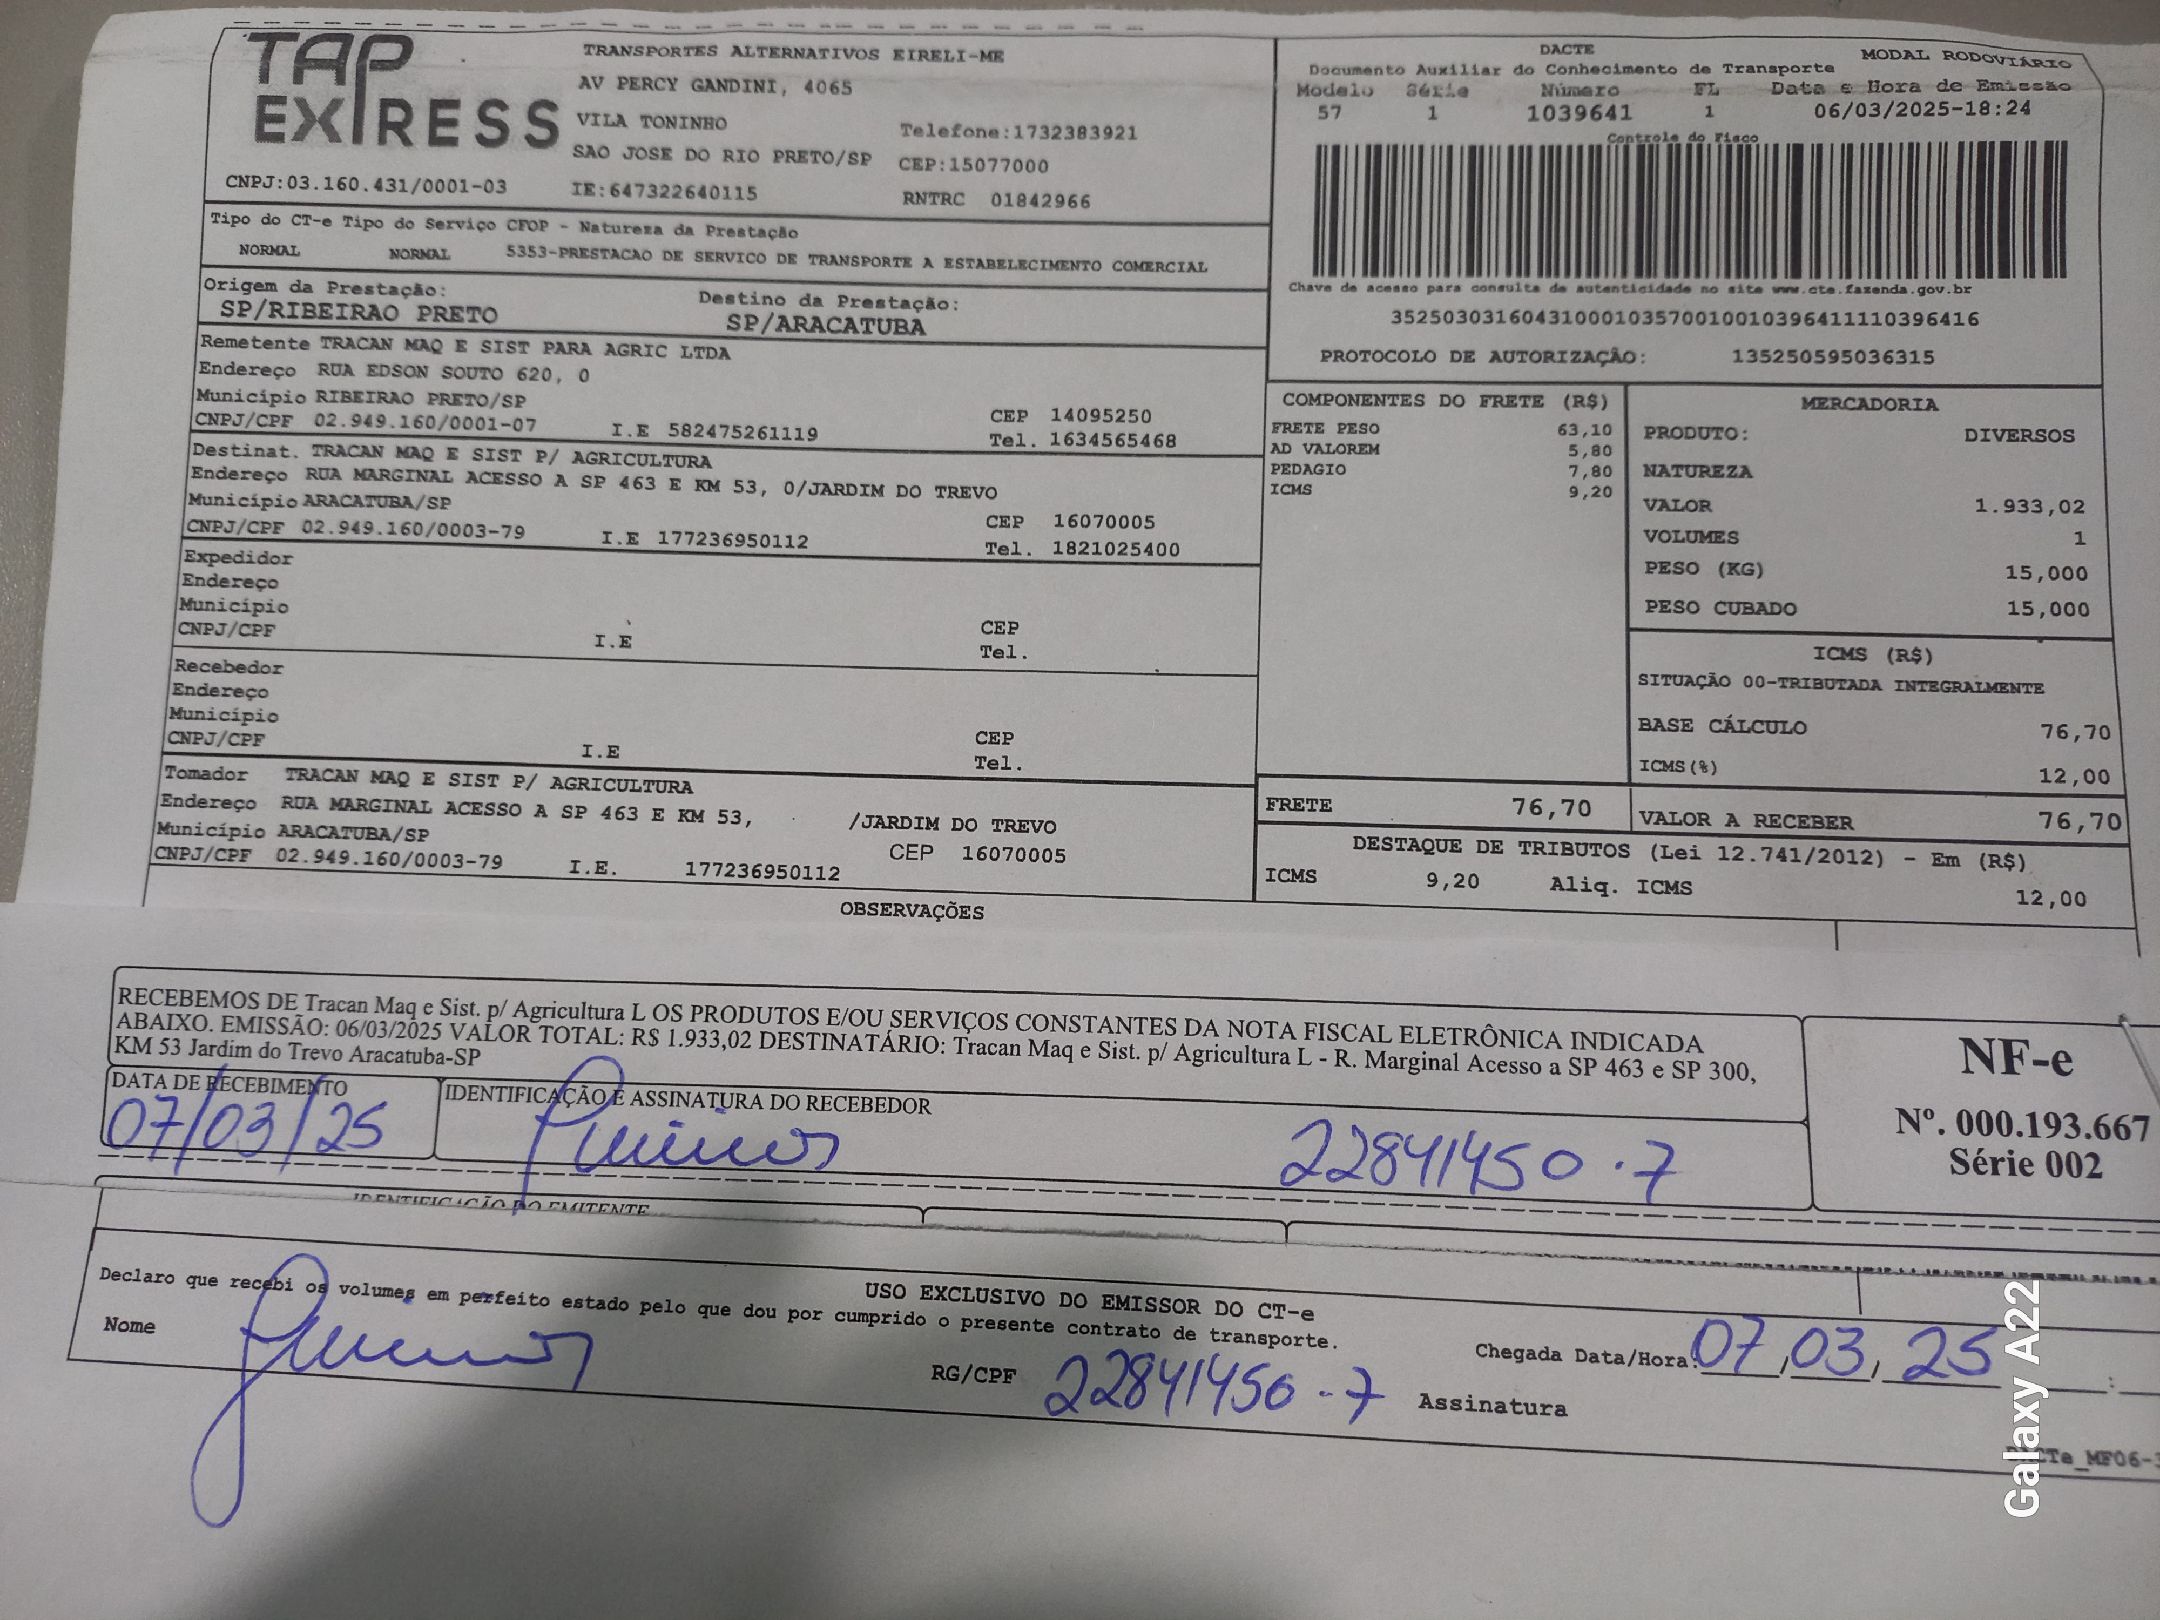 TAP EXPRESS
TRANSPORTES ALTERNATIVOS EIRELI-ME
AV PERCY GANDINI, 4065
VILA TONINHO
Telefone:1732383921
SAO JOSE DO RIO PRETO/SP CEP:15077000
CNPJ:03.160.431/0001-03 IE:647322640115 RNTRC 01842966
DACTE MODAL RODOVIÁRIO
Documento Auxiliar do Conhecimento de Transporte
Modelo Série Número FL Data e Hora de Emissão
57 1 1039641 1 06/03/2025-18:24
Controle do Fisco
Chave de acesso para consulta de autenticidade no site www.cte.fazenda.gov.br
35250303160431000103570010010396411110396416
PROTOCOLO DE AUTORIZAÇÃO: 135250595036315
Tipo do CT-e Tipo do Serviço CFOP - Natureza da Prestação
NORMAL NORMAL 5353-PRESTACAO DE SERVICO DE TRANSPORTE A ESTABELECIMENTO COMERCIAL
Origem da Prestação: Destino da Prestação:
SP/RIBEIRAO PRETO SP/ARACATUBA
Remetente TRACAN MAQ E SIST PARA AGRIC LTDA
Endereço RUA EDSON SOUTO 620, 0
Município RIBEIRAO PRETO/SP CEP 14095250
CNPJ/CPF 02.949.160/0001-07 I.E 582475261119 Tel. 1634565468
Destinat. TRACAN MAQ E SIST P/ AGRICULTURA
Endereço RUA MARGINAL ACESSO A SP 463 E KM 53, 0/JARDIM DO TREVO
Município ARACATUBA/SP CEP 16070005
CNPJ/CPF 02.949.160/0003-79 I.E 177236950112 Tel. 1821025400
Expedidor
Endereço
Município CEP
CNPJ/CPF I.E Tel.
Recebedor
Endereço
Município CEP
CNPJ/CPF I.E Tel.
Tomador TRACAN MAQ E SIST P/ AGRICULTURA
Endereço RUA MARGINAL ACESSO A SP 463 E KM 53, /JARDIM DO TREVO
Município ARACATUBA/SP CEP 16070005
CNPJ/CPF 02.949.160/0003-79 I.E. 177236950112
COMPONENTES DO FRETE (R$)
FRETE PESO 63,10
AD VALOREM 5,80
PEDAGIO 7,80
ICMS 9,20
MERCADORIA
PRODUTO: DIVERSOS
NATUREZA
VALOR 1.933,02
VOLUMES 1
PESO (KG) 15,000
PESO CUBADO 15,000
ICMS (R$)
SITUAÇÃO 00-TRIBUTADA INTEGRALMENTE
BASE CÁLCULO 76,70
ICMS(%) 12,00
FRETE 76,70 VALOR A RECEBER 76,70
DESTAQUE DE TRIBUTOS (Lei 12.741/2012) - Em (R$)
ICMS 9,20 Aliq. ICMS 12,00
OBSERVAÇÕES
RECEBEMOS DE Tracan Maq e Sist. p/ Agricultura L OS PRODUTOS E/OU SERVIÇOS CONSTANTES DA NOTA FISCAL ELETRÔNICA INDICADA
ABAIXO. EMISSÃO: 06/03/2025 VALOR TOTAL: R$ 1.933,02 DESTINATÁRIO: Tracan Maq e Sist. p/ Agricultura L - R. Marginal Acesso a SP 463 e SP 300,
KM 53 Jardim do Trevo Aracatuba-SP
DATA DE RECEBIMENTO IDENTIFICAÇÃO E ASSINATURA DO RECEBEDOR
07/03/25 22841450-7
NF-e
Nº. 000.193.667
Série 002
IDENTIFICAÇÃO DO EMITENTE
USO EXCLUSIVO DO EMISSOR DO CT-e
Declaro que recebi os volumes em perfeito estado pelo que dou por cumprido o presente contrato de transporte.
Nome RG/CPF 22841450-7 Chegada Data/Hora: 07/03/25 :
Assinatura
DACTe_MF06-3
Galaxy A22